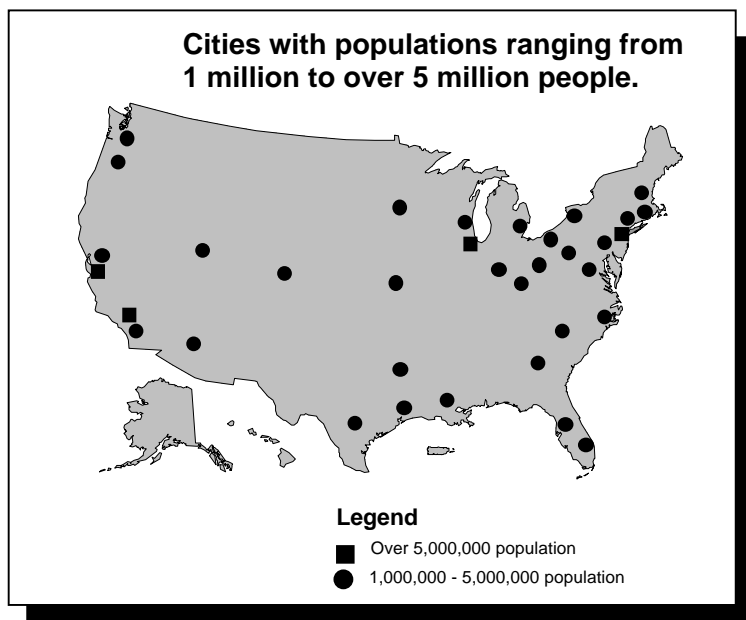 Cities with populations ranging from
1 million to over 5 million people.
Legend
Over 5,000,000 population
1,000,000 - 5,000,000 population